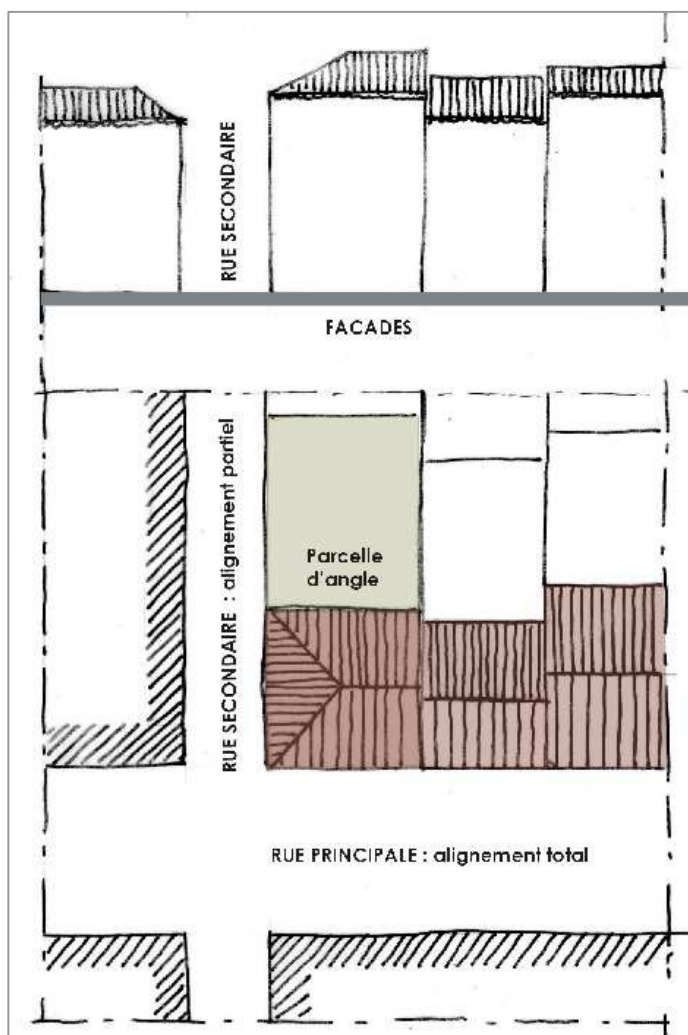 RUE SECONDAIRE
FACADES
RUE SECONDAIRE : alignement partiel
Parcelle
d'angle
RUE PRINCIPALE : alignement total